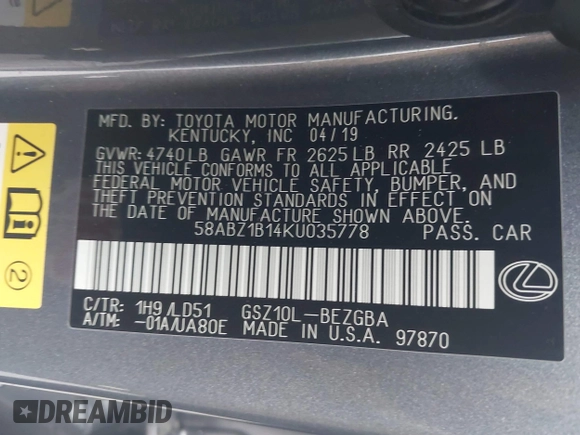 MFD. BY: TOYOTA MOTOR MANUFACTURING.
KENTUCKY, INC 04/19
GVWR: 4740LB GAWR FR 2625LB RR 2425 LB
THIS VEHICLE CONFORMS TO ALL APPLICABLE
FEDERAL MOTOR VEHICLE SAFETY, BUMPER, AND
THEFT PREVENTION STANDARDS IN EFFECT ON
THE DATE OF MANUFACTURE SHOWN ABOVE.
58ABZ1B14KU035778 PASS. CAR
C/TR: 1H9/LD51 GSZ10L-BEZGBA
A/TM: -01A/UA80E MADE IN U.S.A. 97870
2
DREAMBID